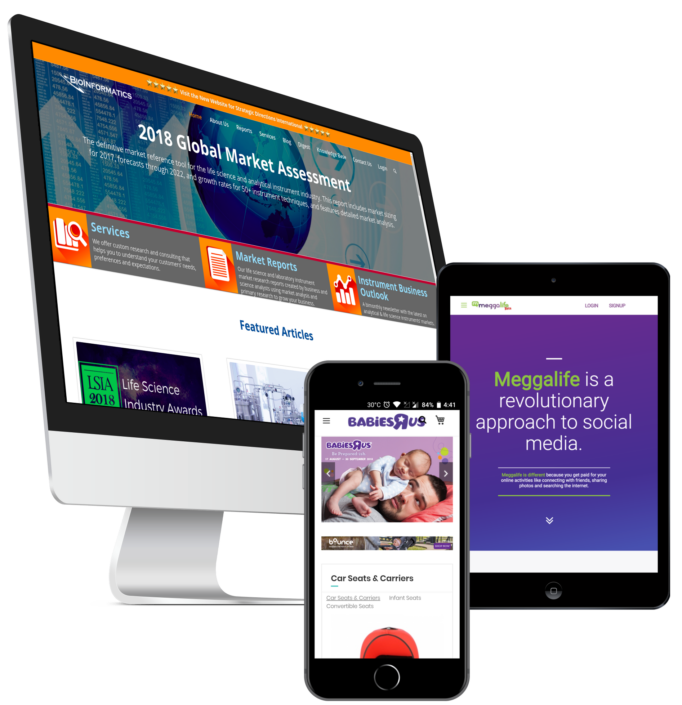 BIOINFORMATICS
Visit the New Website for Strategic Directions International
Home About Us Reports Services Blog Digest Knowledge Base Contact Us Login
2018 Global Market Assessment
The definitive market reference tool for the life science and analytical instrument industry. This report includes market sizing
for 2017, forecasts through 2022, and growth rates for 50+ instrument techniques, and features detailed market analysis.
Services
We offer custom research and consulting that
helps you to understand your customers' needs,
preferences and expectations.
Market Reports
Our life science and laboratory instrument
market research reports created by business and
science analysts using market analysis and
primary research to grow your business.
Instrument Business
Outlook
A bimonthly newsletter with the latest on
analytical & life science instrument markets.
Featured Articles
LSIA
2018
Life Science
Industry Awards
30°C 84% 4:41
BABIESRUS
BABIESRUS
Be Prepared with
bounce
Car Seats & Carriers
Car Seats & Carriers Infant Seats
Convertible Seats
meggalife
LOGIN SIGNUP
Meggalife is a
revolutionary
approach to social
media.
Meggalife is different because you get paid for your
online activities like connecting with friends, sharing
photos and searching the internet.